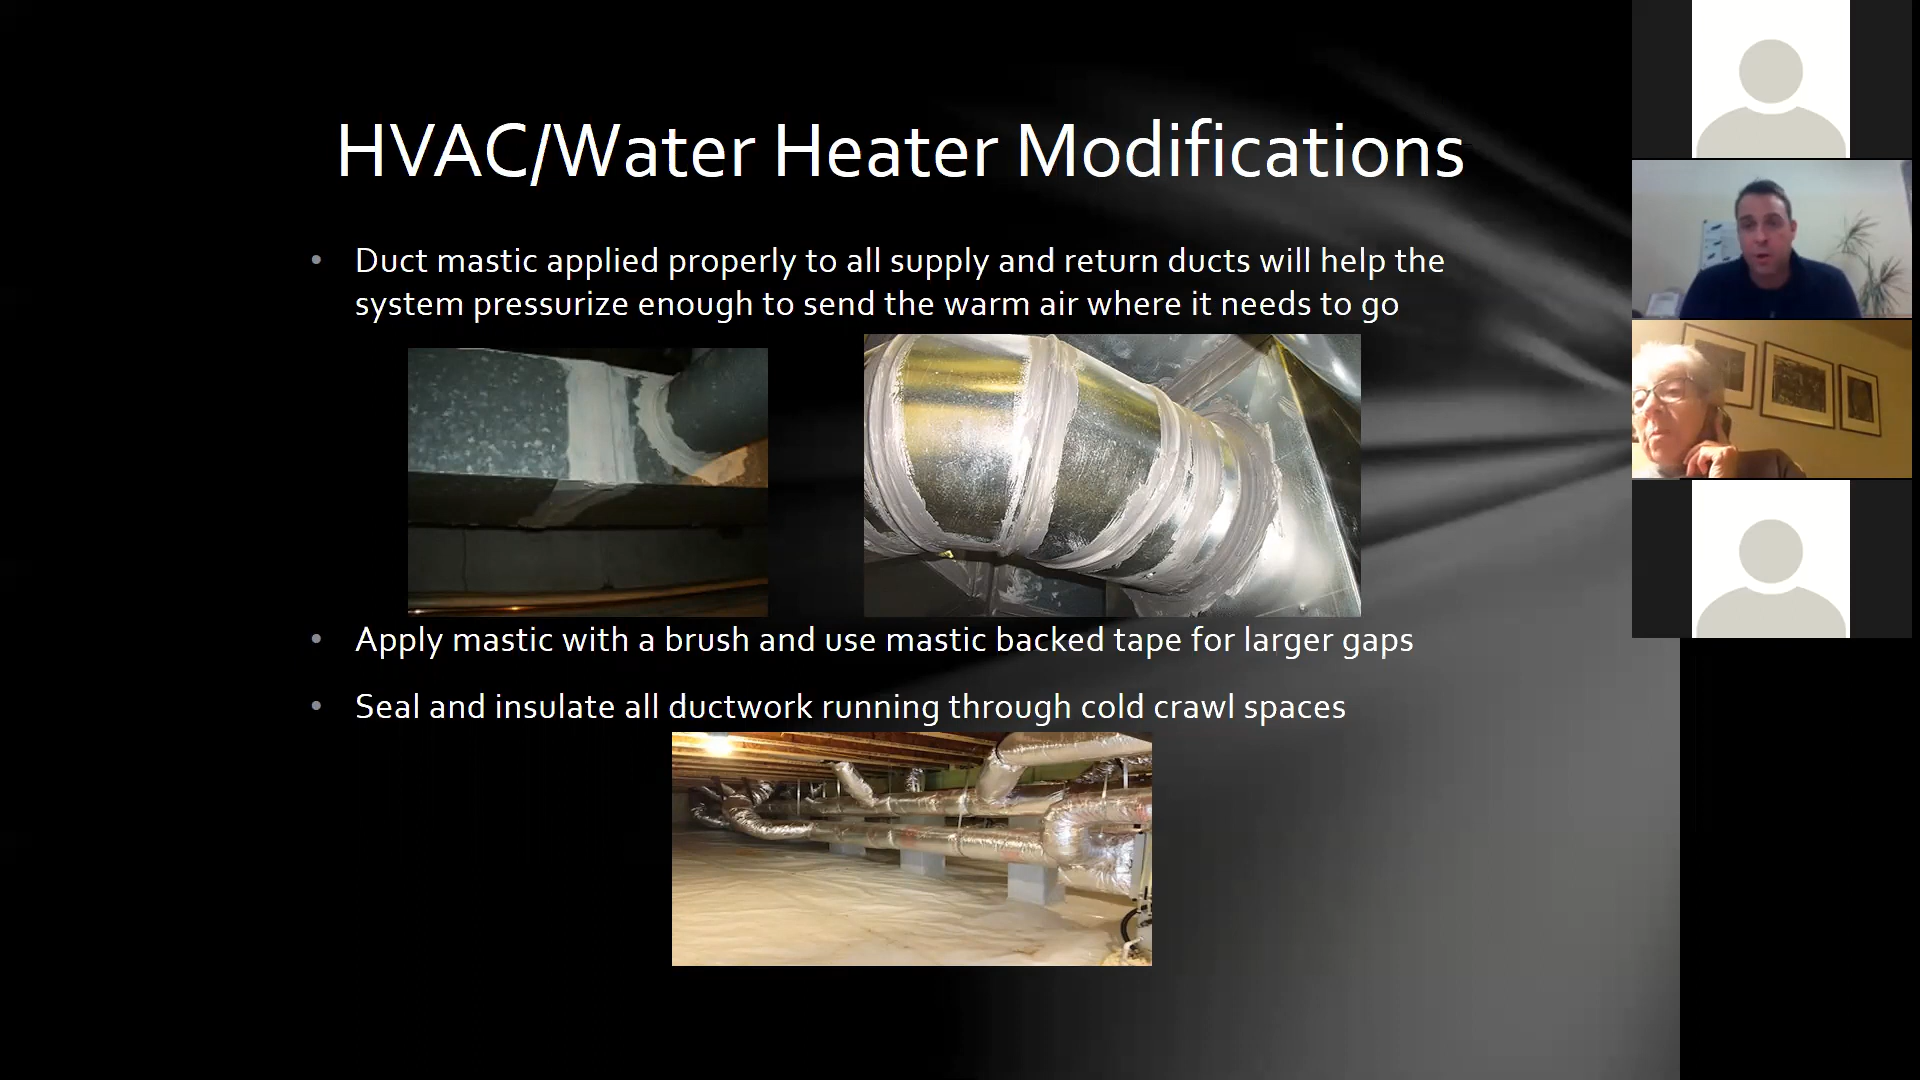 HVAC/Water Heater Modifications
• Duct mastic applied properly to all supply and return ducts will help the
system pressurize enough to send the warm air where it needs to go
• Apply mastic with a brush and use mastic backed tape for larger gaps
• Seal and insulate all ductwork running through cold crawl spaces